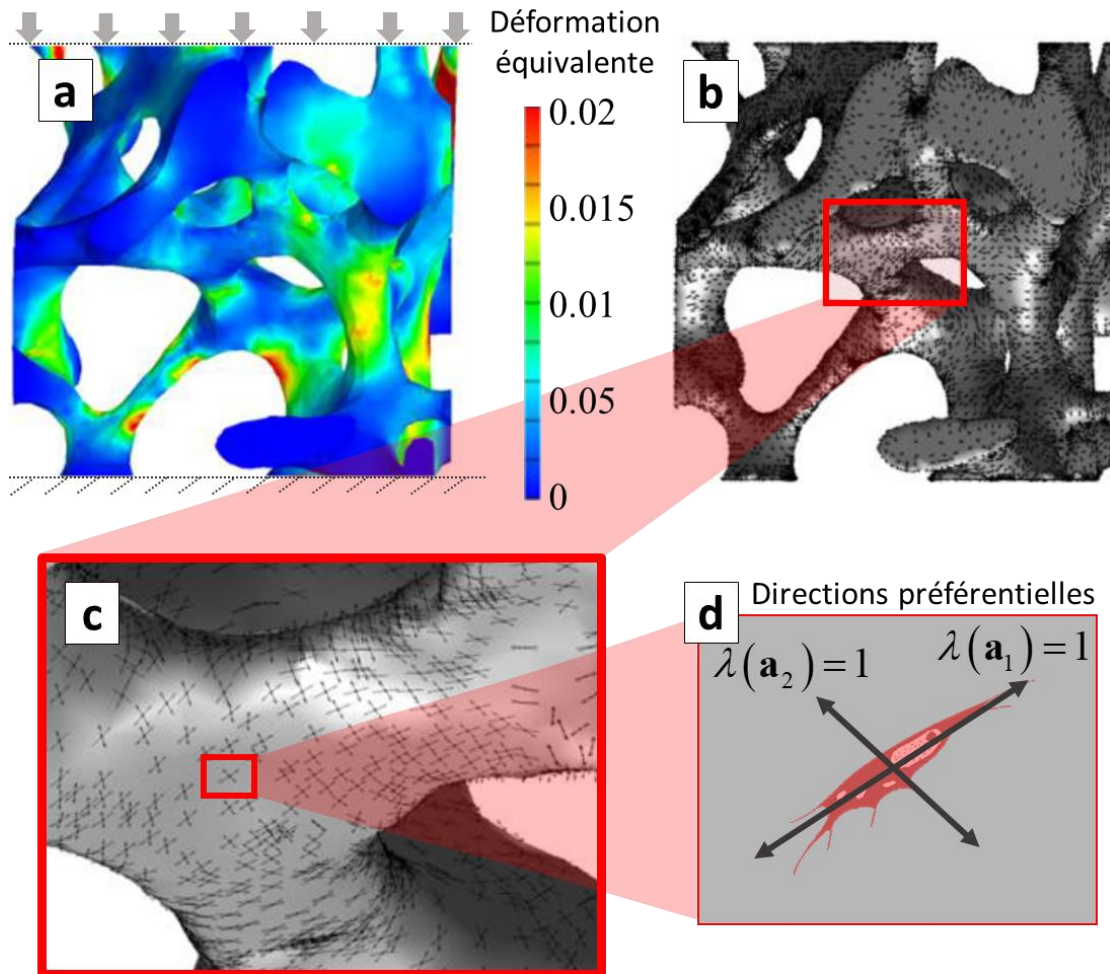 Déformation
équivalente
a
b
0.02
0.015
0.01
0.05
0
c
d
Directions préférentielles
λ(a₂)=1
λ(a₁)=1